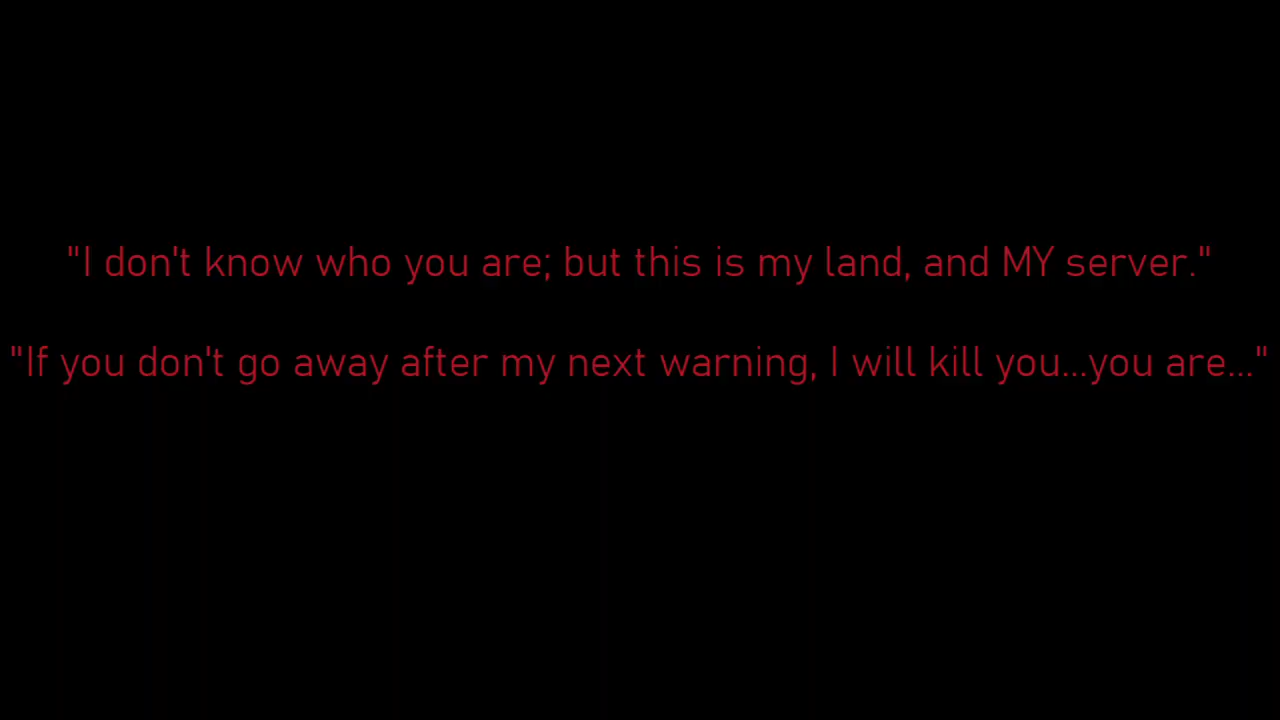 "I don't know who you are; but this is my land, and MY server."
"If you don't go away after my next warning, I will kill you...you are..."